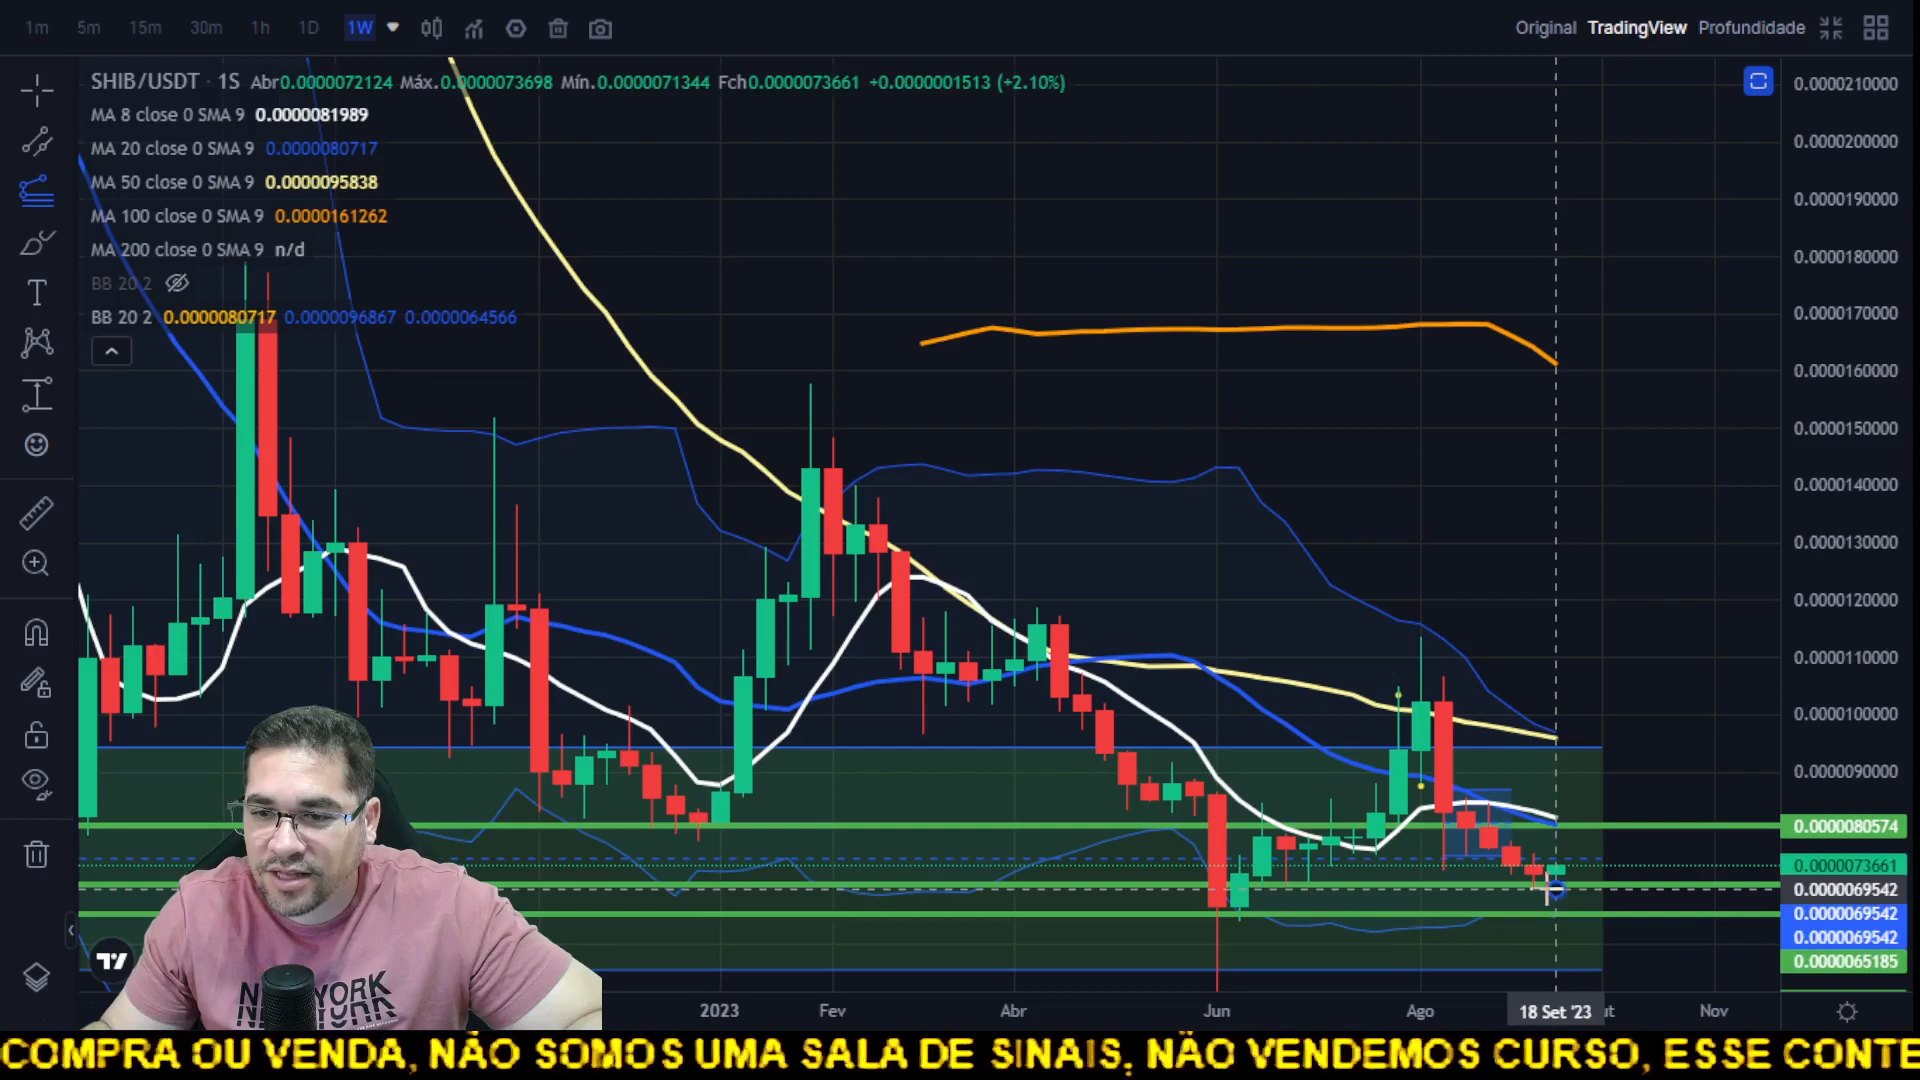 1m 5m 15m 30m 1h 1D 1W Original TradingView Profundidade
SHIB/USDT · 1S Abr0.0000072124 Máx.0.0000073698 Mín.0.0000071344 Fch0.0000073661 +0.0000001513 (+2.10%)
MA 8 close 0 SMA 9 0.0000081989
MA 20 close 0 SMA 9 0.0000080717
MA 50 close 0 SMA 9 0.0000095838
MA 100 close 0 SMA 9 0.0000161262
MA 200 close 0 SMA 9 n/d
BB 20 2
BB 20 2 0.0000080717 0.0000096867 0.0000064566
0.0000210000
0.0000200000
0.0000190000
0.0000180000
0.0000170000
0.0000160000
0.0000150000
0.0000140000
0.0000130000
0.0000120000
0.0000110000
0.0000100000
0.0000090000
0.0000080574
0.0000073661
0.0000069542
0.0000069542
0.0000069542
0.0000065185
NEW YORK
2023 Fev Abr Jun Ago 18 Set '23 ut Nov
COMPRA OU VENDA, NÃO SOMOS UMA SALA DE SINAIS, NÃO VENDEMOS CURSO, ESSE CONTE